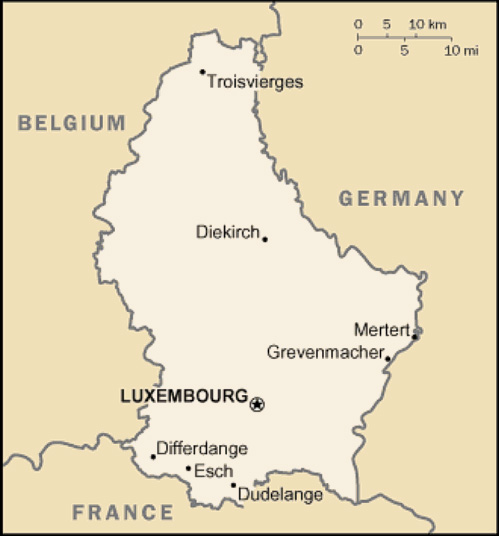 0 5 10 km
0 5 10 mi
Troisvierges
BELGIUM
GERMANY
Diekirch
Mertert
Grevenmacher
LUXEMBOURG
Differdange
Esch
Dudelange
FRANCE